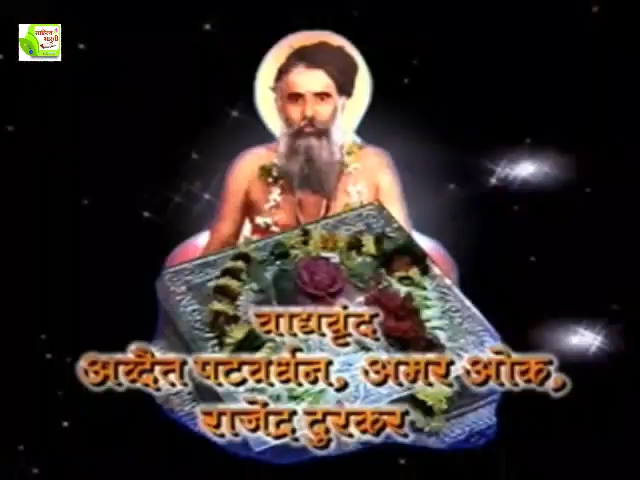 वाद्यवृंद
अव्दैत पटवर्धन, अमर ओक,
राजेंद्र दुरकर